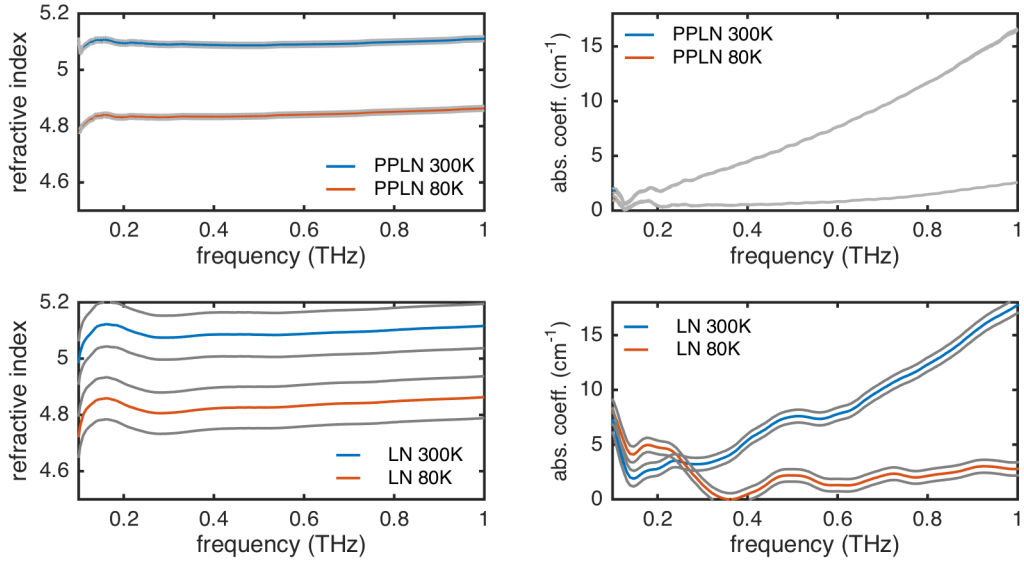 5.2
5
4.8
4.6
refractive index
PPLN 300K
PPLN 80K
0.2 0.4 0.6 0.8 1
frequency (THz)
15
10
5
0
abs. coeff. (cm⁻¹)
PPLN 300K
PPLN 80K
0.2 0.4 0.6 0.8 1
frequency (THz)
5.2
5
4.8
4.6
refractive index
LN 300K
LN 80K
0.2 0.4 0.6 0.8 1
frequency (THz)
15
10
5
0
abs. coeff. (cm⁻¹)
LN 300K
LN 80K
0.2 0.4 0.6 0.8 1
frequency (THz)